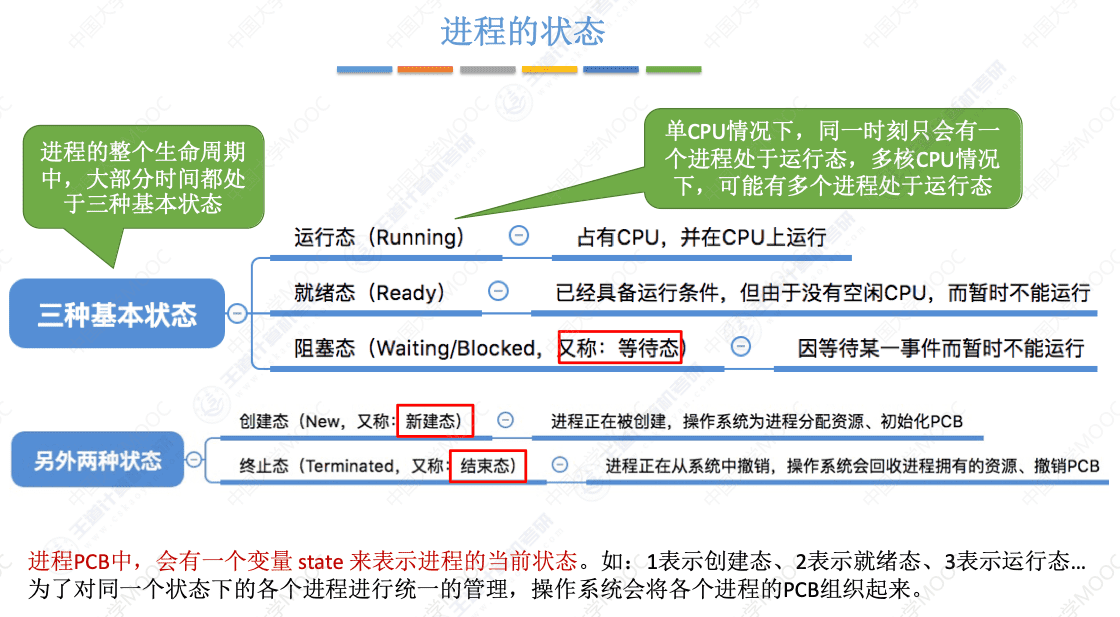 进程的状态
进程的整个生命周期
中，大部分时间都处
于三种基本状态
单CPU情况下，同一时刻只会有一
个进程处于运行态，多核CPU情况
下，可能有多个进程处于运行态
三种基本状态
运行态（Running）
占有CPU，并在CPU上运行
就绪态（Ready）
已经具备运行条件，但由于没有空闲CPU，而暂时不能运行
阻塞态（Waiting/Blocked，又称：等待态）
因等待某一事件而暂时不能运行
另外两种状态
创建态（New，又称：新建态）
进程正在被创建，操作系统为进程分配资源、初始化PCB
终止态（Terminated，又称：结束态）
进程正在从系统中撤销，操作系统会回收进程拥有的资源、撤销PCB
进程PCB中，会有一个变量 state 来表示进程的当前状态。如：1表示创建态、2表示就绪态、3表示运行态…
为了对同一个状态下的各个进程进行统一的管理，操作系统会将各个进程的PCB组织起来。